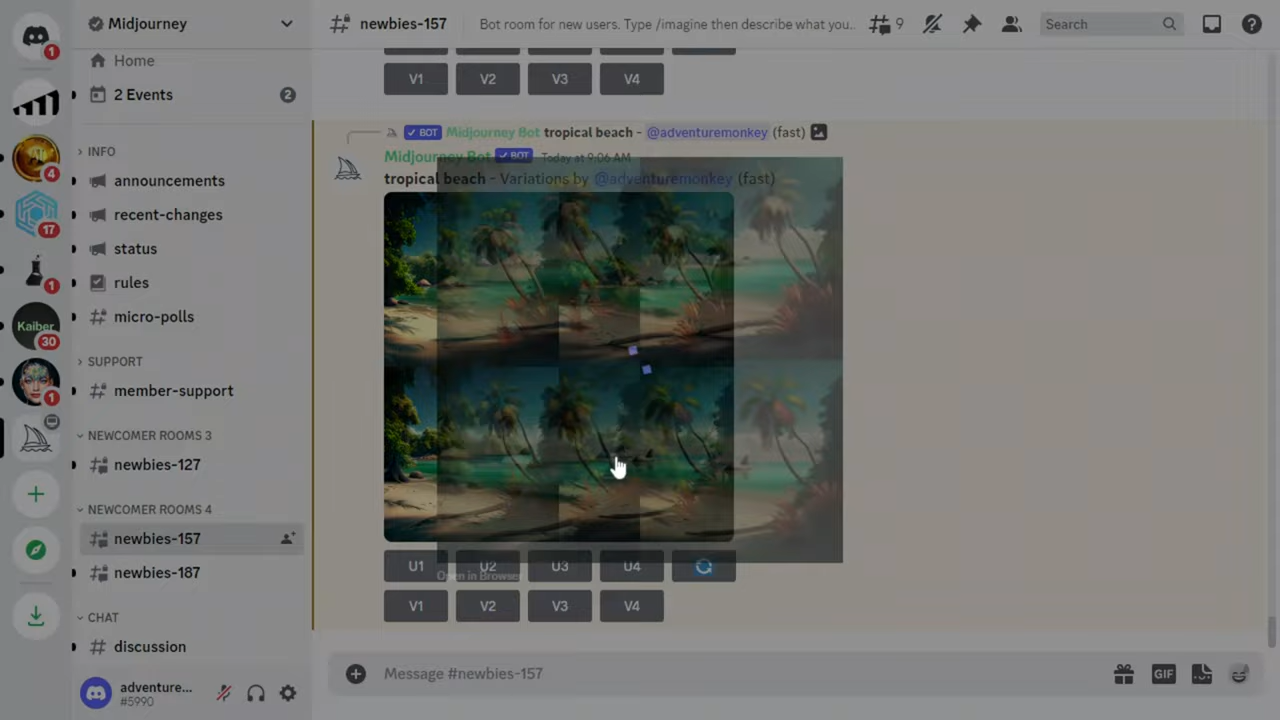 Midjourney
newbies-157
Bot room for new users. Type /imagine then describe what you...
9
Search
1
Home
2 Events
2
V1 V2 V3 V4
BOT Midjourney Bot tropical beach - @adventuremonkey (fast)
Midjourney Bot BOT Today at 9:06 AM
tropical beach - Variations by @adventuremonkey (fast)
INFO
announcements
recent-changes
status
rules
micro-polls
SUPPORT
member-support
NEWCOMER ROOMS 3
newbies-127
NEWCOMER ROOMS 4
newbies-157
newbies-187
CHAT
discussion
4
17
1
Kaiber
30
1
U1 U2 U3 U4
Open in Browser
V1 V2 V3 V4
Message #newbies-157
GIF
adventure...
#5990